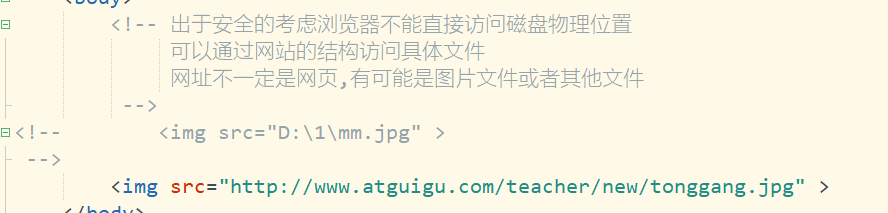 <body>
<!-- 出于安全的考虑浏览器不能直接访问磁盘物理位置
可以通过网站的结构访问具体文件
网址不一定是网页,有可能是图片文件或者其他文件
-->
<!-- <img src="D:\1\mm.jpg" >
-->
<img src="http://www.atguigu.com/teacher/new/tonggang.jpg" >
</body>